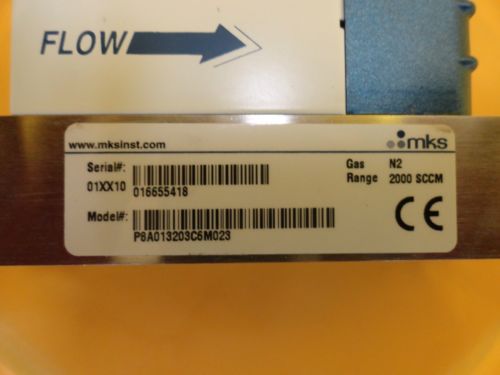 FLOW
www.mksinst.com
mks
Serial#:
01XX10
016655418
Gas N2
Range 2000 SCCM
Model#:
P8A013203C6M023
CE